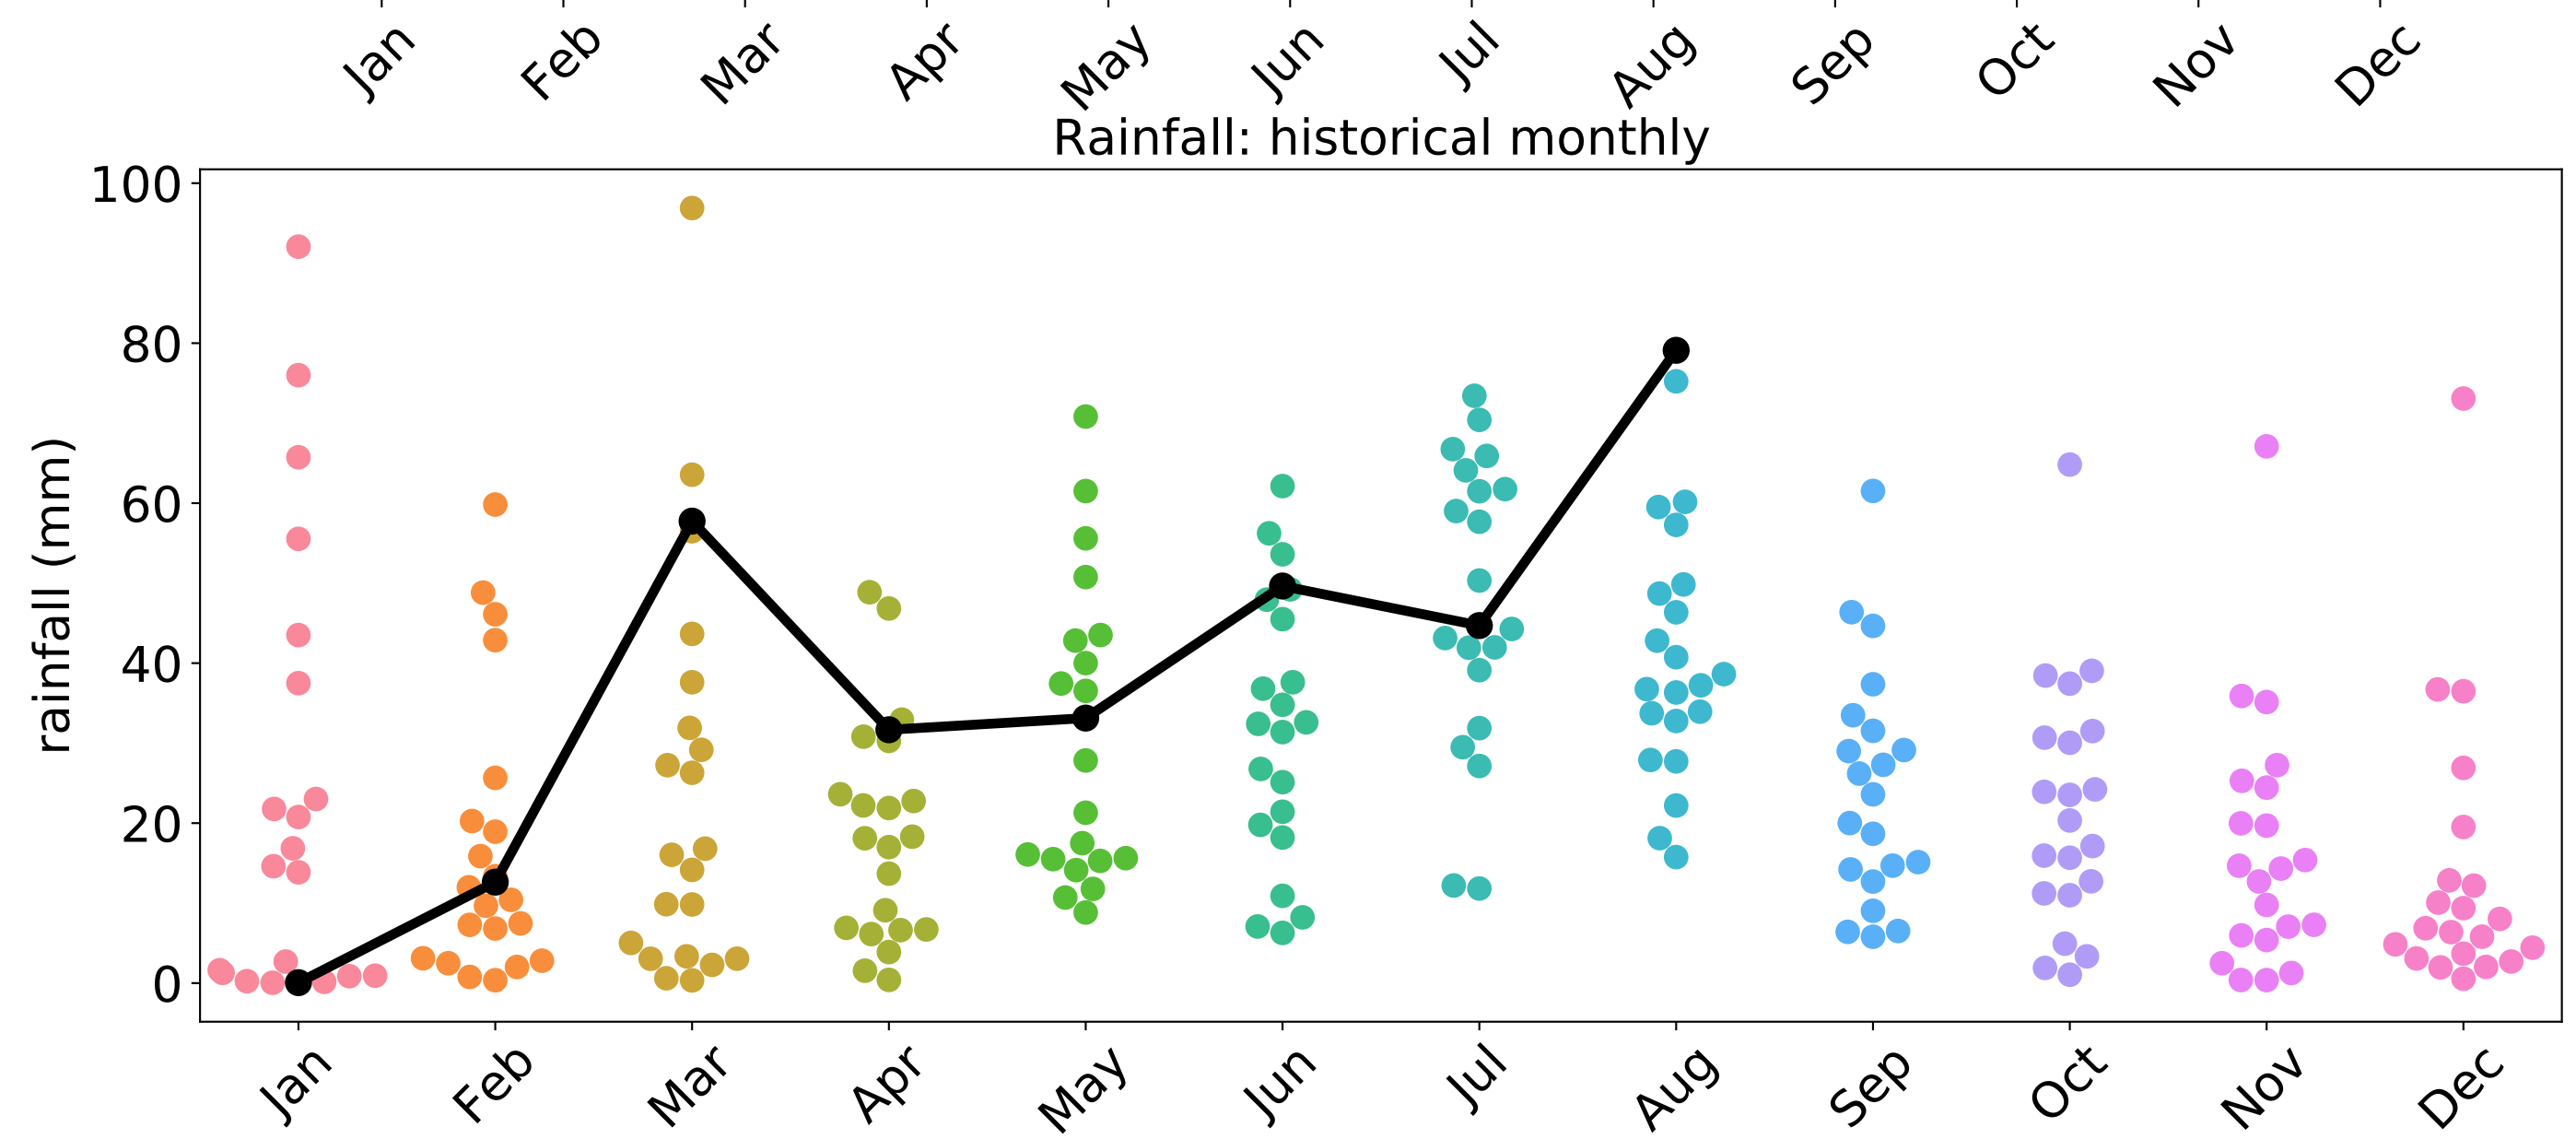 Jan Feb Mar Apr May Jun Jul Aug Sep Oct Nov Dec
Rainfall: historical monthly
rainfall (mm)
100
80
60
40
20
0
Jan Feb Mar Apr May Jun Jul Aug Sep Oct Nov Dec